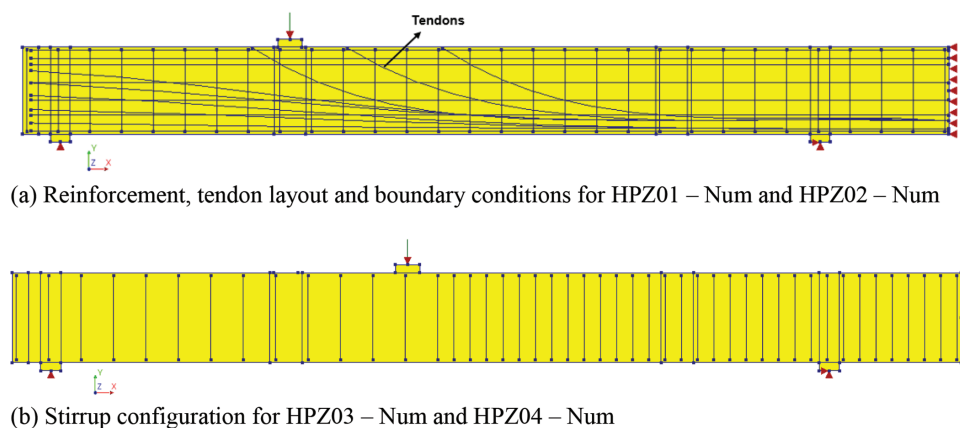 Tendons
Y
Z X
(a) Reinforcement, tendon layout and boundary conditions for HPZ01 – Num and HPZ02 – Num
Y
Z X
(b) Stirrup configuration for HPZ03 – Num and HPZ04 – Num